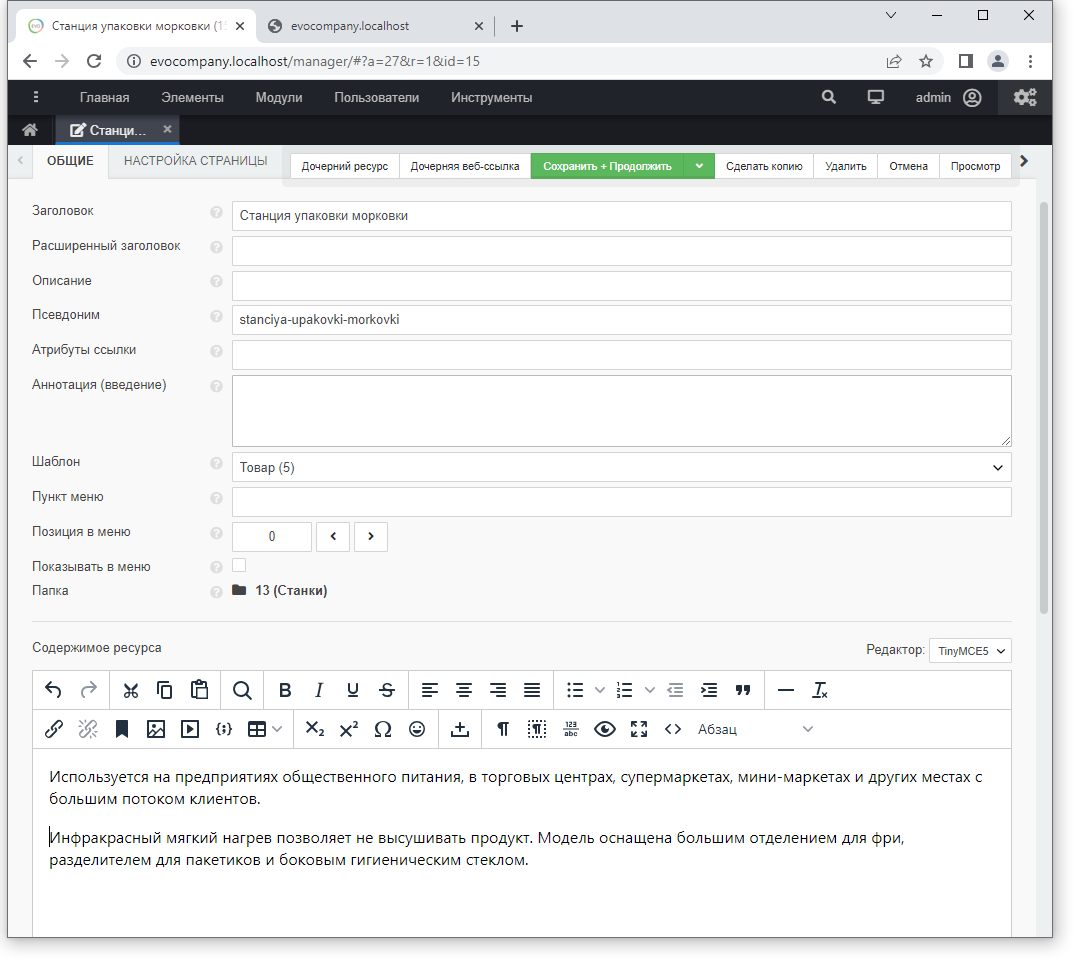 Станция упаковки морковки (15
evocompany.localhost
evocompany.localhost/manager/#?a=27&r=1&id=15
Главная Элементы Модули Пользователи Инструменты admin
Станци...
ОБЩИЕ НАСТРОЙКА СТРАНИЦЫ Дочерний ресурс Дочерняя веб-ссылка Сохранить + Продолжить Сделать копию Удалить Отмена Просмотр
Заголовок Станция упаковки морковки
Расширенный заголовок
Описание
Псевдоним stanciya-upakovki-morkovki
Атрибуты ссылки
Аннотация (введение)
Шаблон Товар (5)
Пункт меню
Позиция в меню 0
Показывать в меню
Папка 13 (Станки)
Содержимое ресурса Редактор: TinyMCE5
Абзац
Используется на предприятиях общественного питания, в торговых центрах, супермаркетах, мини-маркетах и других местах с
большим потоком клиентов.
Инфракрасный мягкий нагрев позволяет не высушивать продукт. Модель оснащена большим отделением для фри,
разделителем для пакетиков и боковым гигиеническим стеклом.